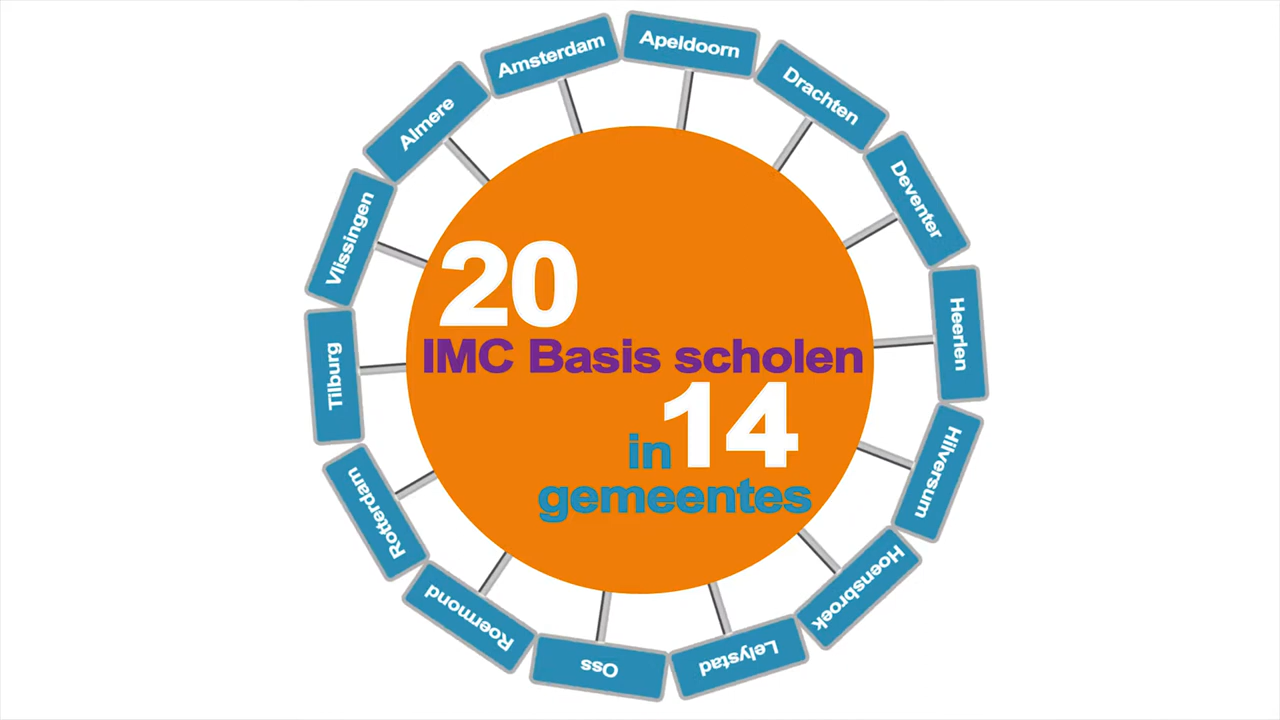 20
IMC Basis scholen
in 14
gemeentes
Amsterdam
Apeldoorn
Drachten
Deventer
Heerlen
Hilversum
Hoensbroek
Lelystad
Oss
Roermond
Rotterdam
Tilburg
Vlissingen
Almere